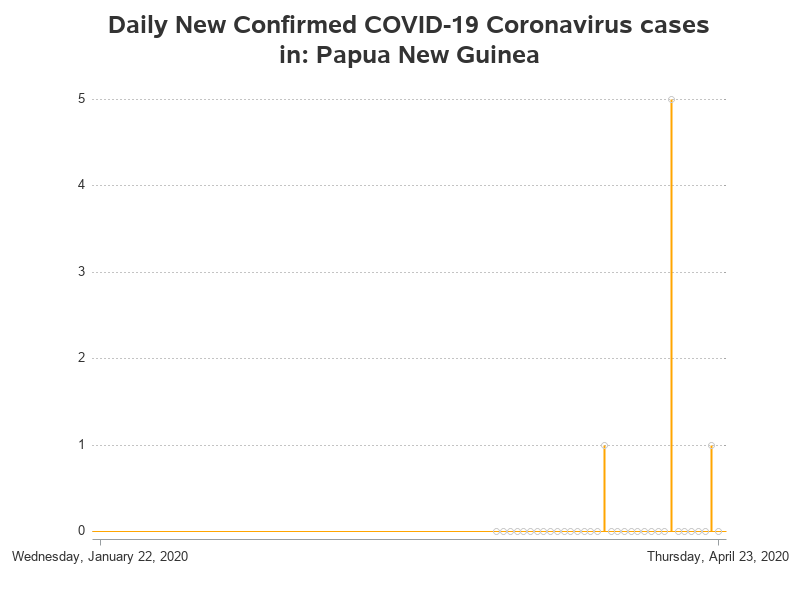 Daily New Confirmed COVID-19 Coronavirus cases
in: Papua New Guinea
5
4
3
2
1
0
Wednesday, January 22, 2020
Thursday, April 23, 2020